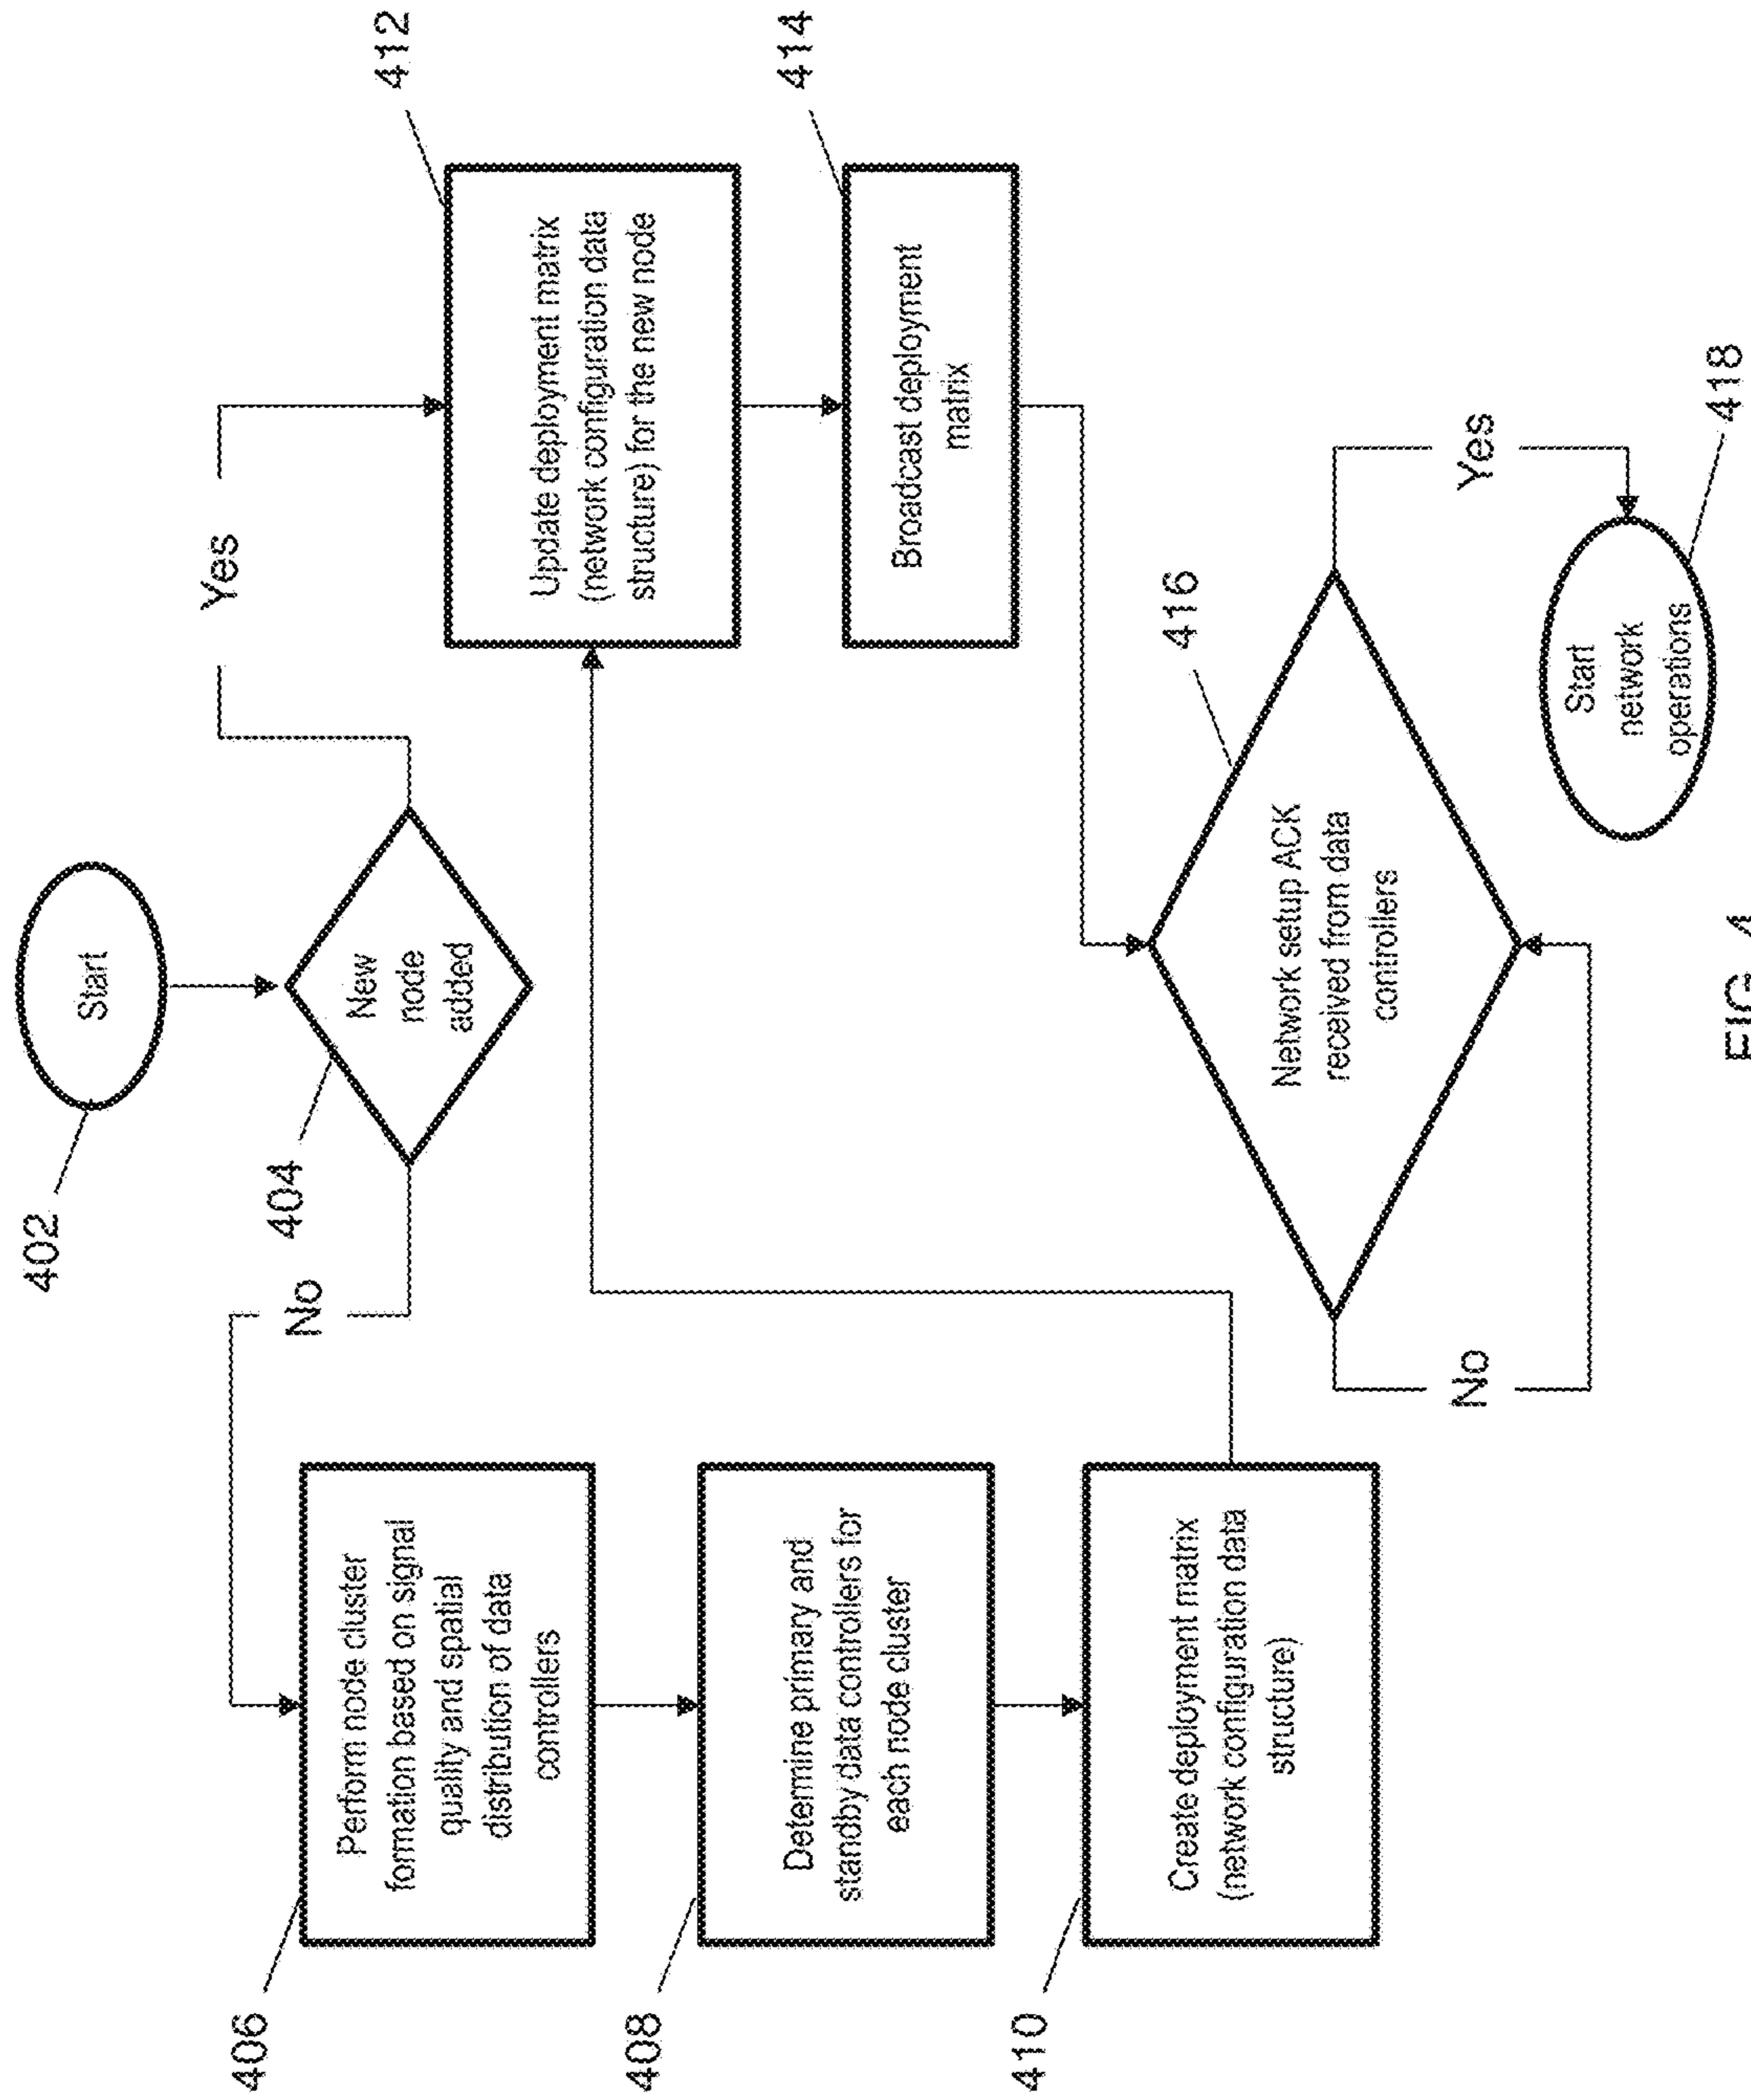 402
Start
404
New
node
added
No
Yes
406
Perform node cluster
formation based on signal
quality and spatial
distribution of data
controllers
408
Determine primary and
standby data controllers for
each node cluster
410
Create deployment matrix
(network configuration data
structure)
412
Update deployment matrix
(network configuration data
structure) for the new node
414
Broadcast deployment
matrix
416
Network setup ACK
received from data
controllers
No
Yes
Start
network
operations
418
FIG. 4